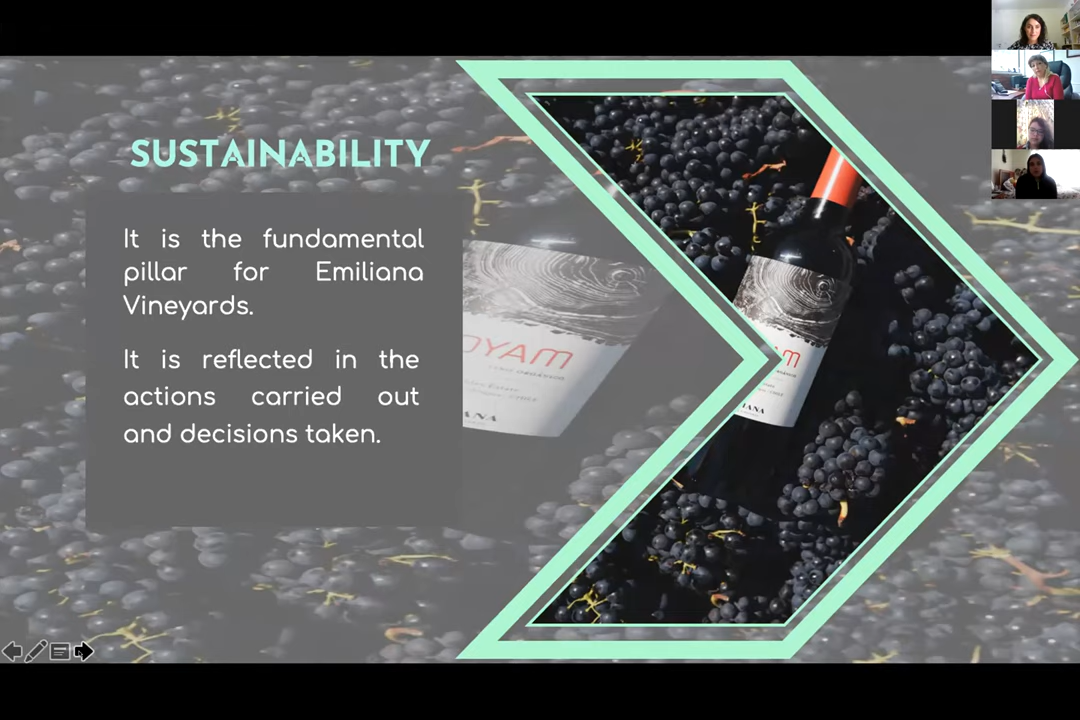 SUSTAINABILITY
It is the fundamental
pillar for Emiliana
Vineyards.
It is reflected in the
actions carried out
and decisions taken.
OYAM